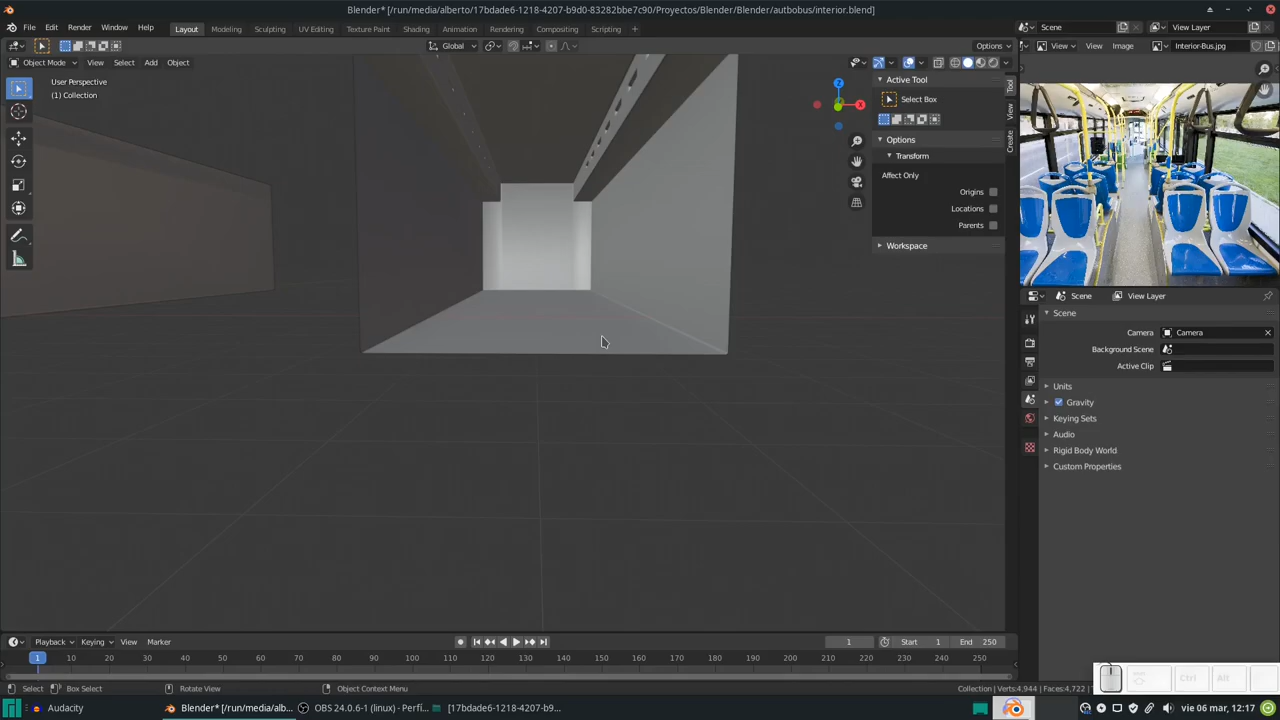 Blender* [/run/media/alberto/17bdade6-1218-4207-b9d0-83282bbe7c90/Proyectos/Blender/Blender/autbobus/interior.blend]
File Edit Render Window Help Layout Modeling Sculpting UV Editing Texture Paint Shading Animation Rendering Compositing Scripting + Scene View Layer
Global Options View View Image Interior-Bus.jpg
Object Mode View Select Add Object
User Perspective
(1) Collection
Z
X
Active Tool
Select Box
Options
Transform
Affect Only
Origins
Locations
Parents
Workspace
Tool
View
Create
Scene View Layer
Scene
Camera Camera
Background Scene
Active Clip
Units
Gravity
Keying Sets
Audio
Rigid Body World
Custom Properties
Playback Keying View Marker 1 Start 1 End 250
1 10 20 30 40 50 60 70 80 90 100 110 120 130 140 150 160 170 180 190 200 210 220 230 240 250
Select Box Select Rotate View Object Context Menu Collection | Verts:4,944 | Faces:4,722
Ctrl Alt
Audacity Blender* [/run/media/alb... OBS 24.0.6-1 (linux) - Perfi... [17bdade6-1218-4207-b9... vie 06 mar, 12:17